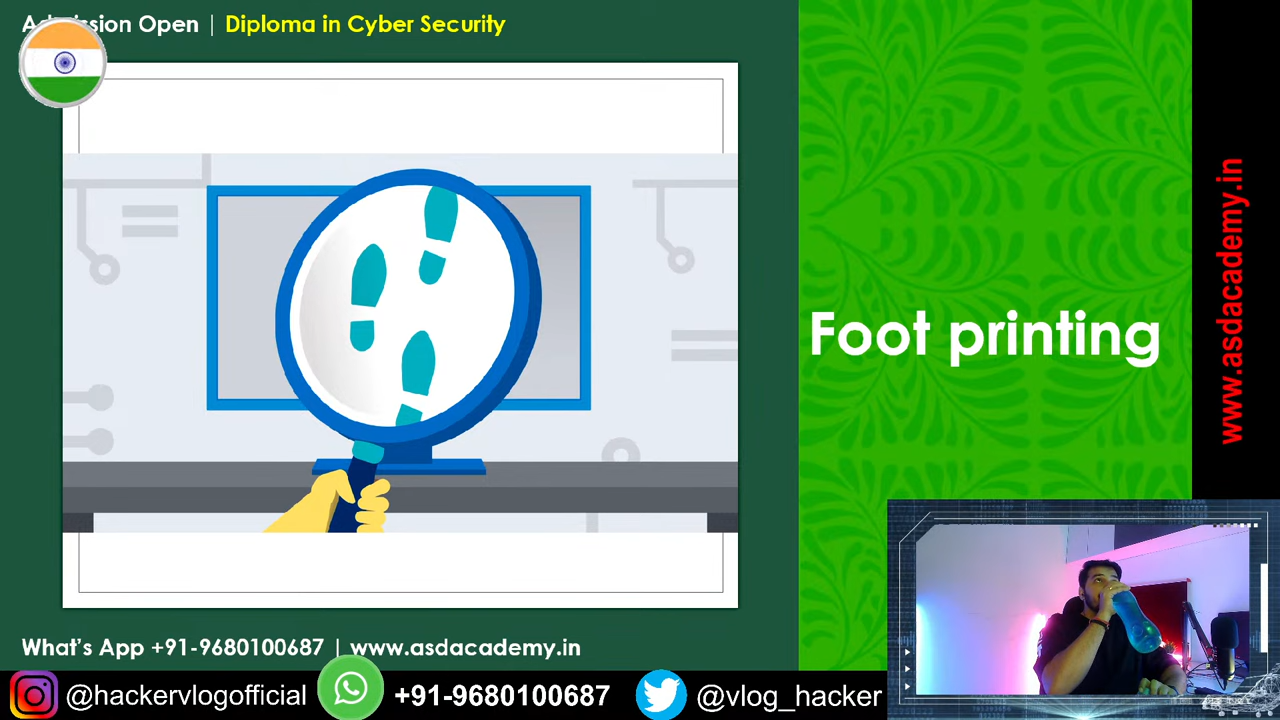 Admission Open | Diploma in Cyber Security
Foot printing
www.asdacademy.in
What's App +91-9680100687 | www.asdacademy.in
@hackervlogofficial
+91-9680100687
@vlog_hacker